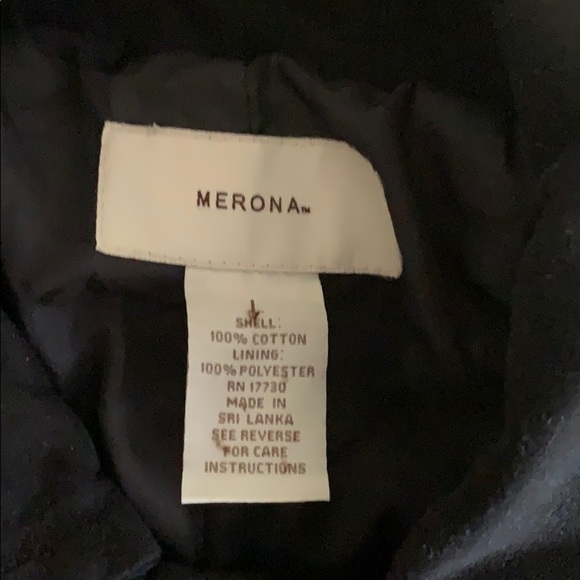 MERONA™
SHELL:
100% COTTON
LINING:
100% POLYESTER
RN 17730
MADE IN
SRI LANKA
SEE REVERSE
FOR CARE
INSTRUCTIONS